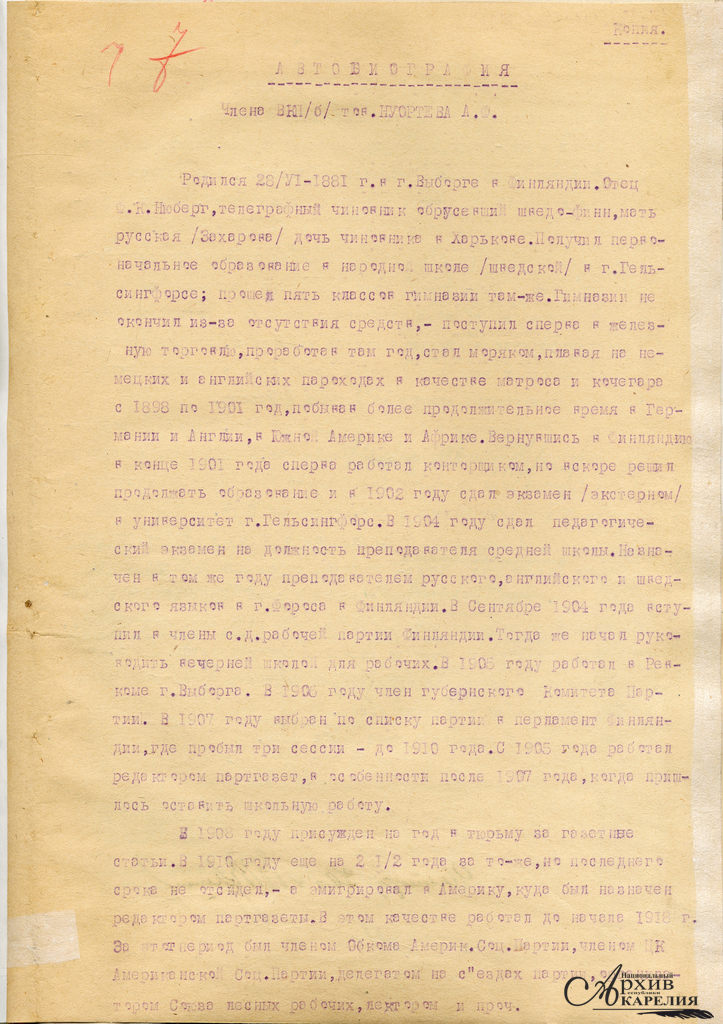 Копия.
7 7
АВТОБИОГРАФИЯ
Члена ВКП/б/ тов.НУОРТЕВА А.Ф.
Родился 28/VI-1881 г.в г.Выборге в Финляндии.Отец
Ф.К.Нюберг,телеграфный чиновник обрусевший шведо-финн,мать
русская /Захарова/ дочь чиновника в Харькове.Получил перво-
начальное образование в народной школе /шведской/ в г.Гель-
сингфорсе; прошел пять классов гимназии там-же.Гимназии не
окончил из-за отсутствия средств,- поступил сперва в желез-
ную торговлю,проработав там год,стал моряком,плавая на не-
мецких и английских пароходах в качестве матроса и кочегара
с 1898 по 1901 год,побывав более продолжительное время в Гер-
мании и Англии,в Южной Америке и Африке.Вернувшись в Финляндию
в конце 1901 года сперва работал конторщиком,но вскоре решил
продолжать образование и в 1902 году сдал экзамен /экстерном/
в университет г.Гельсингфорс.В 1904 году сдал педагогиче-
ский экзамен на должность преподавателя средней школы.Назна-
чен в том же году преподавателем русского,английского и швед-
ского языков в г.Фороса в Финляндии.В Сентябре 1904 года всту-
пил в члены с.д.рабочей партии Финляндии.Тогда же начал руко-
водить вечерней школой для рабочих.В 1905 году работал в Рев-
коме г.Выборга. В 1906 году член губернского Комитета Пар-
тии. В 1907 году выбран по списку партии в перламент Финлян-
дии,где пробыл три сессии - до 1910 года.С 1905 года работал
редактором партгазет,в особенности после 1907 года,когда приш-
лось оставить школьную работу.
В 1908 году присужден на год в тюрьму за газетные
статьи.В 1910 году еще на 2 1/2 года за то-же,но последнего
срока не отсидел,- а эмигрировал в Америку,куда был назначен
редактором партгазеты.В этом качестве работал до начала 1918 г.
За этотпериод был членом Обкома Америк.Соц.Партии,членом ЦК
Американской Соц.Партии,делегатом на с"ездах партии,
тором Союза лесных рабочих,лектором и проч.
Национальный
Архив
республики
Карелия